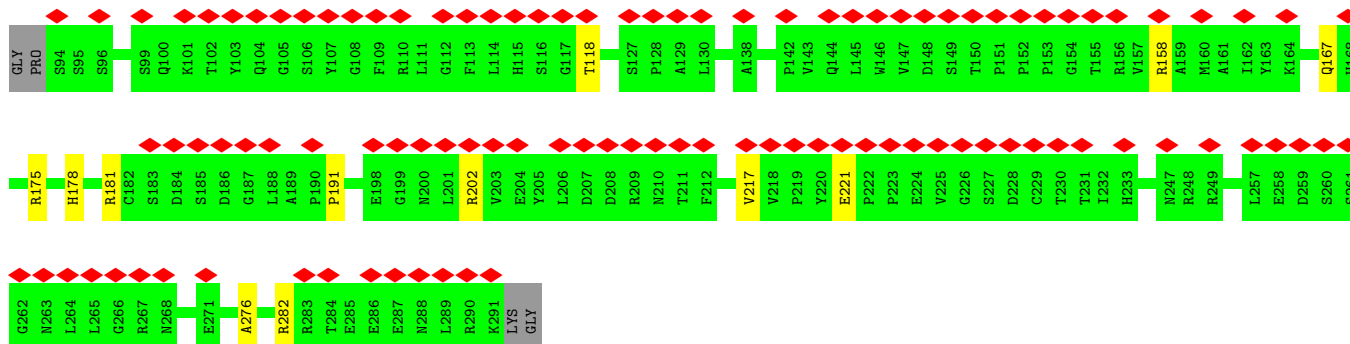 GLY PRO S94 S95 S96 S99 Q100 K101 T102 Y103 Q104 G105 S106 Y107 G108 F109 R110 L111 G112 F113 L114 H115 S116 G117 T118 S127 P128 A129 L130 A138 P142 V143 Q144 L145 W146 V147 D148 S149 T150 P151 P152 P153 G154 T155 R156 V157 R158 A159 M160 A161 I162 Y163 K164 Q167 H168
R175 H178 R181 C182 S183 D184 S185 D186 G187 L188 A189 P190 P191 E198 G199 N200 L201 R202 V203 E204 Y205 L206 D207 D208 R209 N210 T211 F212 V217 V218 P219 Y220 E221 P222 P223 E224 V225 G226 S227 D228 C229 T230 T231 I232 H233 N247 R248 R249 L257 E258 D259 S260 S261
G262 N263 L264 L265 G266 R267 N268 E271 A276 R282 R283 T284 E285 E286 E287 N288 L289 R290 K291 LYS GLY